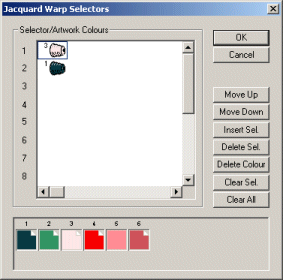 Jacquard Warp Selectors
Selector/Artwork Colours
OK
Cancel
1
3
2
1
3
4
5
6
7
8
Move Up
Move Down
Insert Sel.
Delete Sel.
Delete Colour
Clear Sel.
Clear All
1 2 3 4 5 6